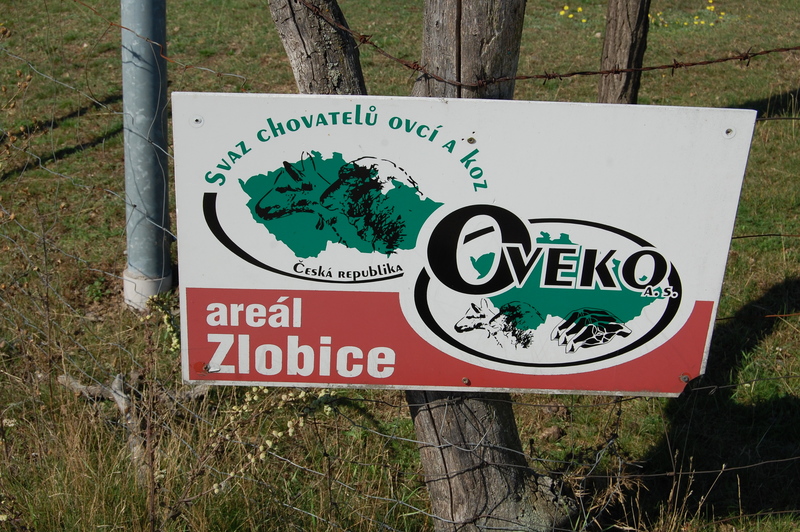 Svaz chovatelů ovcí a koz
Česká republika
Oveko
a.s.
areál
Zlobice